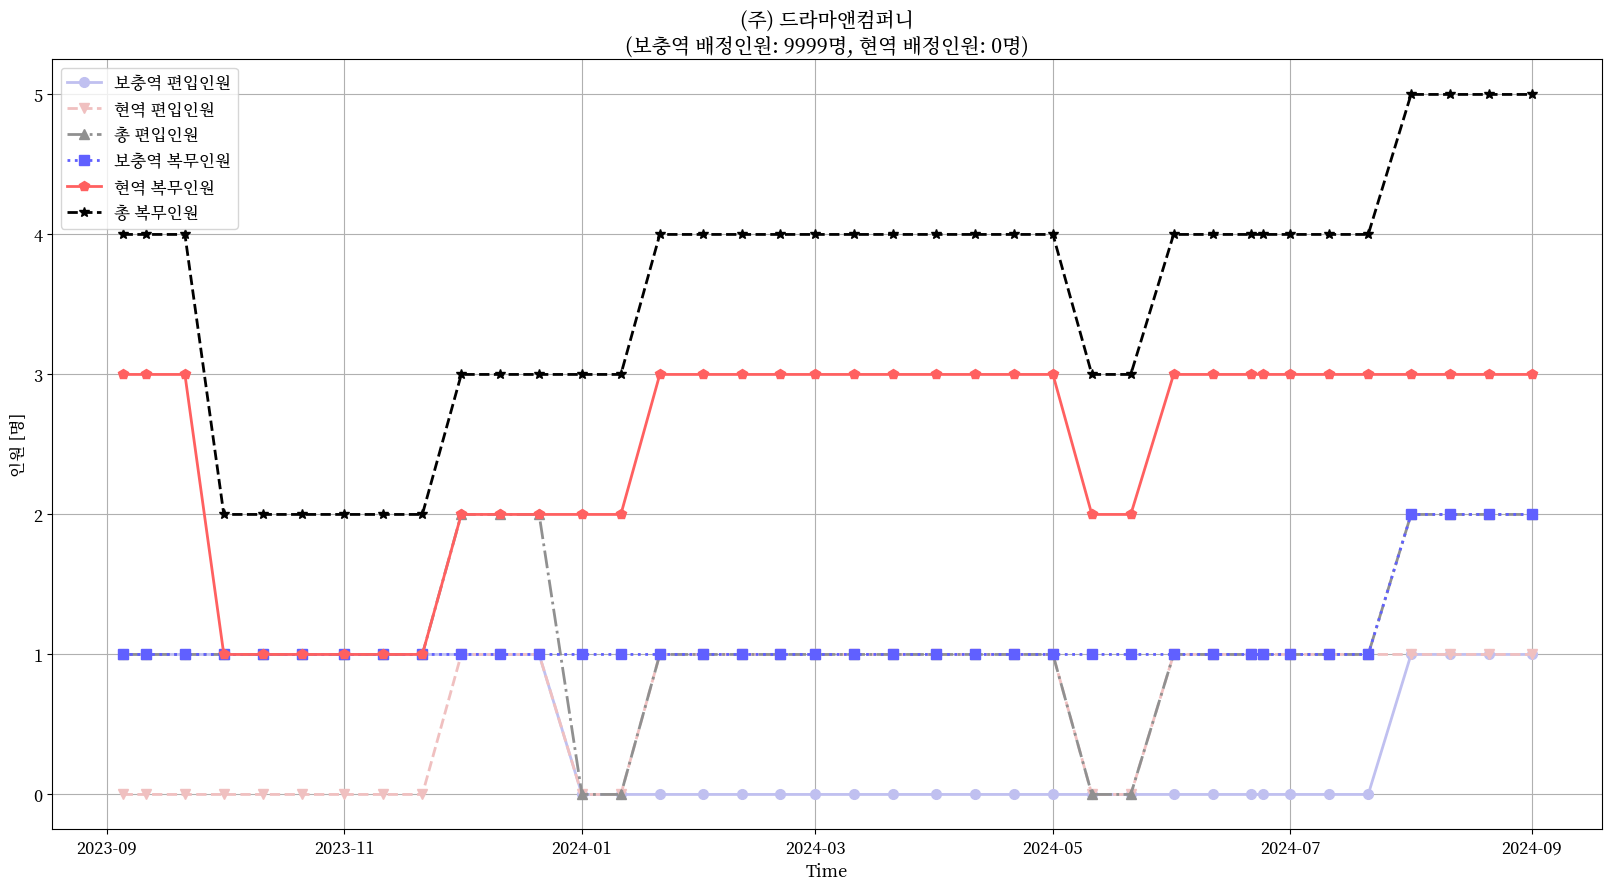 (주) 드라마앤컴퍼니
(보충역 배정인원: 9999명, 현역 배정인원: 0명)
보충역 편입인원
현역 편입인원
총 편입인원
보충역 복무인원
현역 복무인원
총 복무인원
인원 [명]
5
4
3
2
1
0
2023-09 2023-11 2024-01 2024-03 2024-05 2024-07 2024-09
Time